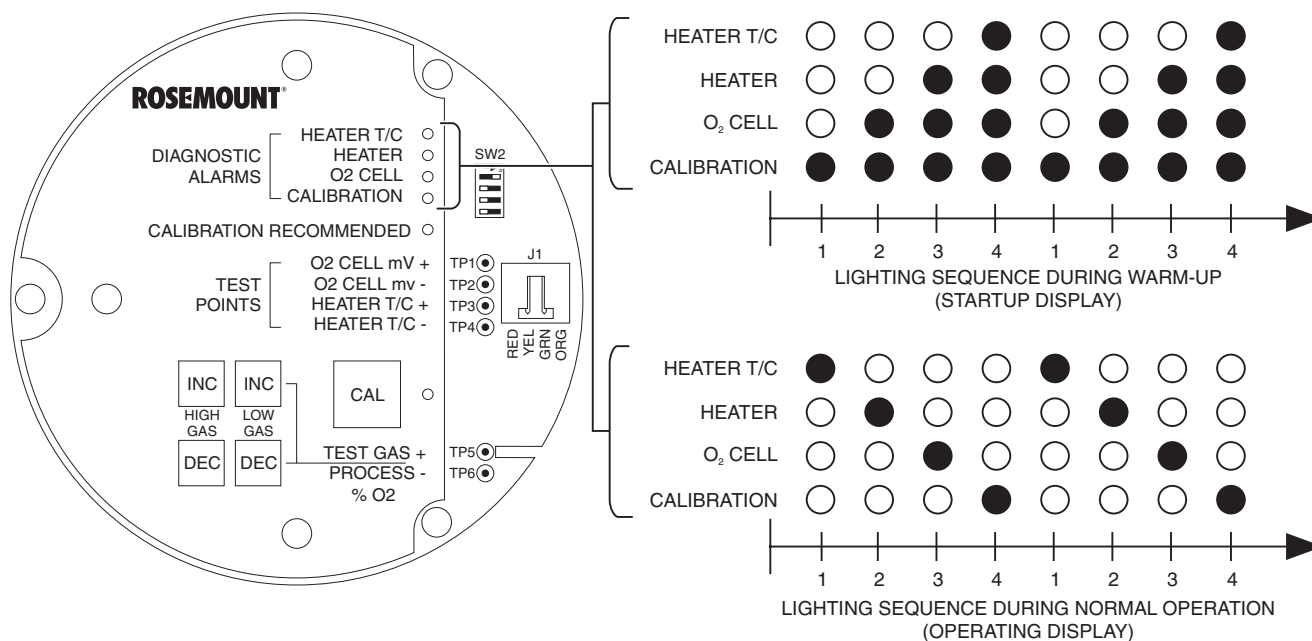 ROSEMOUNT®
DIAGNOSTIC ALARMS
HEATER T/C
HEATER
O2 CELL
CALIBRATION
SW2
CALIBRATION RECOMMENDED
TEST POINTS
O2 CELL mV + TP1
O2 CELL mv - TP2
HEATER T/C + TP3
HEATER T/C - TP4
J1
RED
YEL
GRN
ORG
INC INC
HIGH GAS LOW GAS
DEC DEC
CAL
TEST GAS + TP5
PROCESS - TP6
% O2
HEATER T/C
HEATER
O₂ CELL
CALIBRATION
1 2 3 4 1 2 3 4
LIGHTING SEQUENCE DURING WARM-UP
(STARTUP DISPLAY)
HEATER T/C
HEATER
O₂ CELL
CALIBRATION
1 2 3 4 1 2 3 4
LIGHTING SEQUENCE DURING NORMAL OPERATION
(OPERATING DISPLAY)